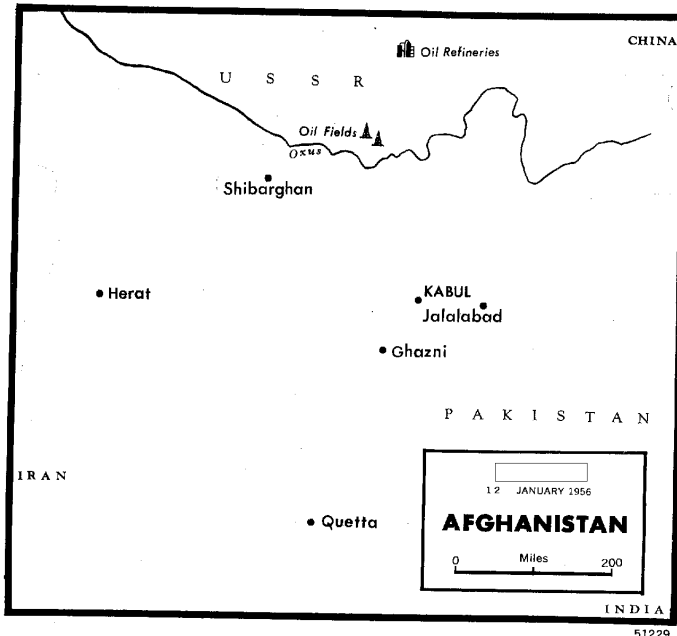 CHINA
Oil Refineries
U S S R
Oil Fields
Oxus
Shibarghan
Herat
KABUL
Jalalabad
Ghazni
P A K I S T A N
IRAN
12 JANUARY 1956
AFGHANISTAN
Quetta
Miles
0 200
INDIA
51229